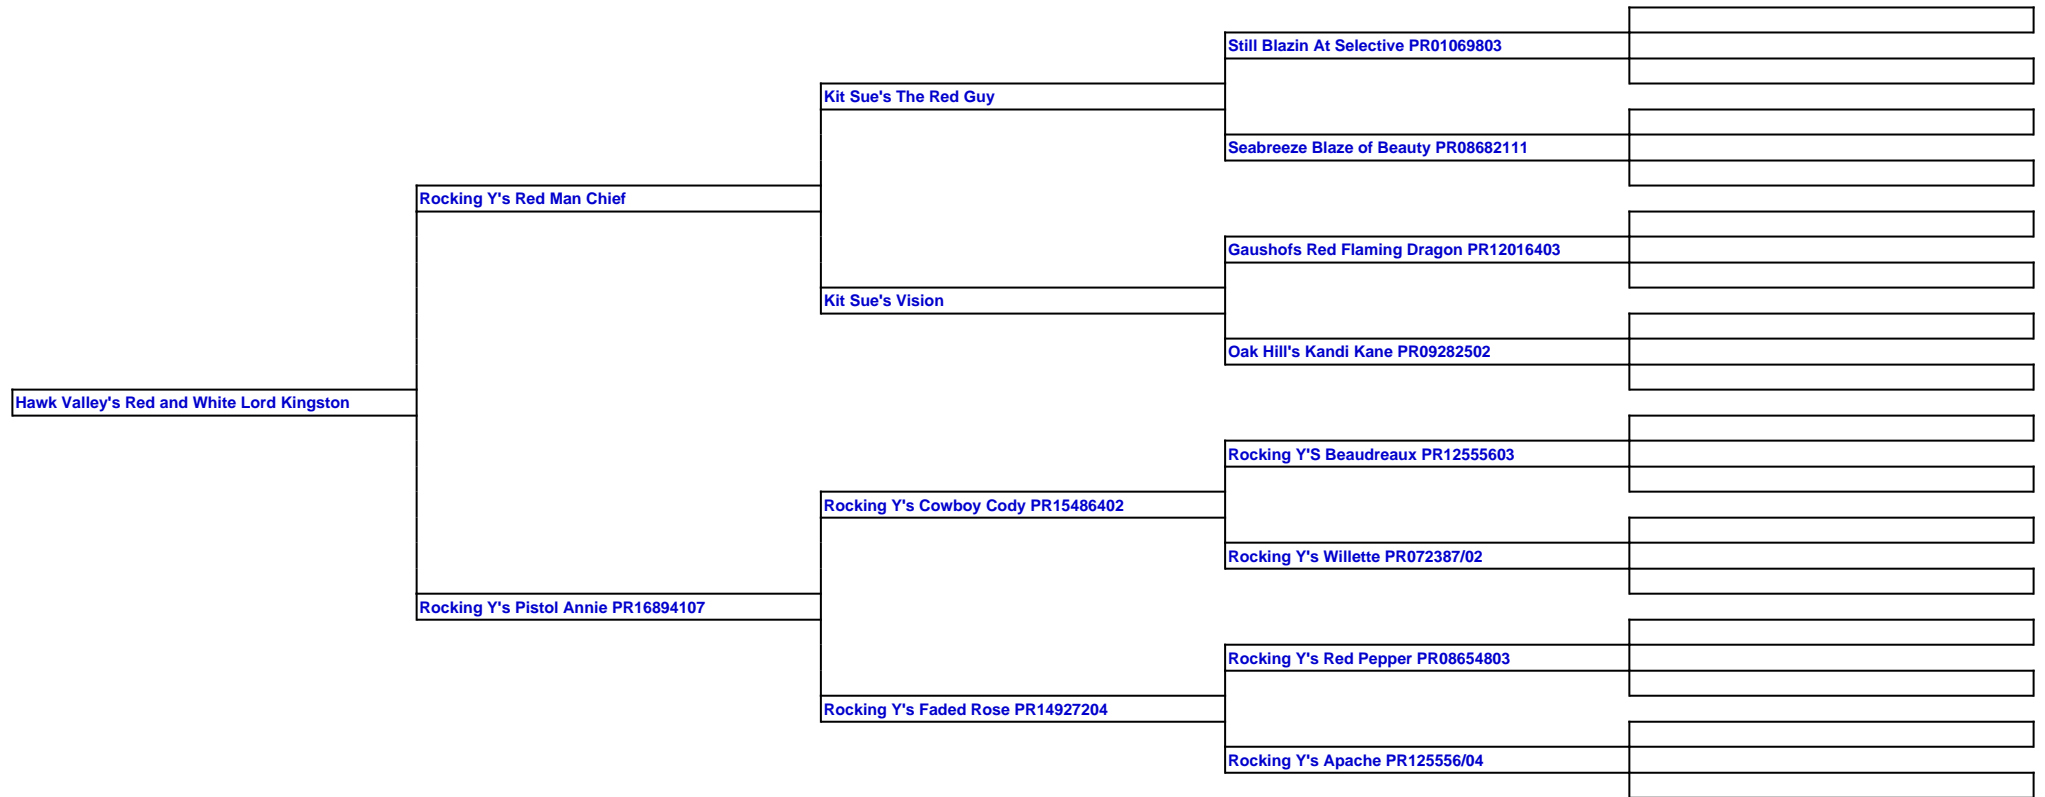 Still Blazin At Selective PR01069803
Kit Sue's The Red Guy
Seabreeze Blaze of Beauty PR08682111
Rocking Y's Red Man Chief
Gaushofs Red Flaming Dragon PR12016403
Kit Sue's Vision
Oak Hill's Kandi Kane PR09282502
Hawk Valley's Red and White Lord Kingston
Rocking Y'S Beaudreaux PR12555603
Rocking Y's Cowboy Cody PR15486402
Rocking Y's Willette PR072387/02
Rocking Y's Pistol Annie PR16894107
Rocking Y's Red Pepper PR08654803
Rocking Y's Faded Rose PR14927204
Rocking Y's Apache PR125556/04